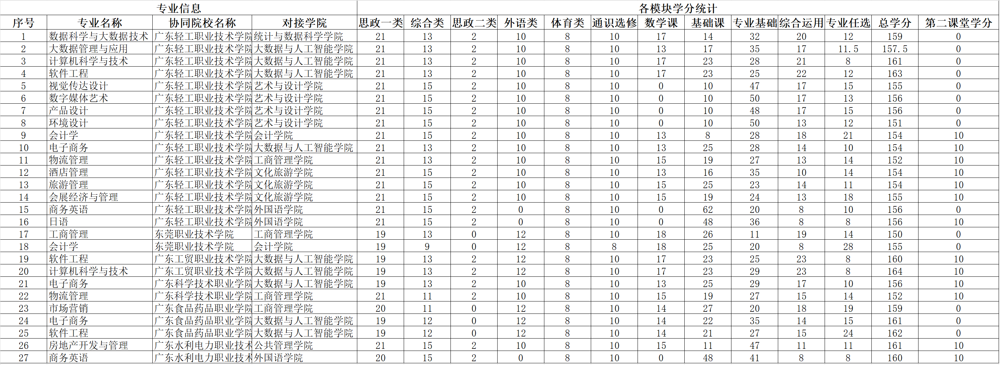 专业信息 各模块学分统计
序号 专业名称 协同院校名称 对接学院 思政一类 综合类 思政二类 外语类 体育类 通识选修 数学课 基础课 专业基础 综合运用 专业任选 总学分 第二课堂学分
1 数据科学与大数据技术 广东轻工职业技术学院 统计与数据科学学院 21 13 2 10 8 10 17 14 32 20 12 159 0
2 大数据管理与应用 广东轻工职业技术学院 大数据与人工智能学院 21 13 2 10 8 10 13 17 35 17 11.5 157.5 0
3 计算机科学与技术 广东轻工职业技术学院 大数据与人工智能学院 21 13 2 10 8 10 17 23 28 21 8 161 0
4 软件工程 广东轻工职业技术学院 大数据与人工智能学院 21 13 2 10 8 10 17 23 25 22 12 163 0
5 视觉传达设计 广东轻工职业技术学院 艺术与设计学院 21 15 2 10 8 10 0 10 47 17 15 155 0
6 数字媒体艺术 广东轻工职业技术学院 艺术与设计学院 21 15 2 10 8 10 0 10 50 17 13 156 0
7 产品设计 广东轻工职业技术学院 艺术与设计学院 21 15 2 10 8 10 0 10 48 17 15 156 0
8 环境设计 广东轻工职业技术学院 艺术与设计学院 21 15 2 10 8 10 0 10 50 13 12 151 0
9 会计学 广东轻工职业技术学院 会计学院 21 15 2 10 8 10 13 8 28 18 21 154 10
10 电子商务 广东轻工职业技术学院 大数据与人工智能学院 21 13 2 10 8 10 13 25 28 14 10 154 10
11 物流管理 广东轻工职业技术学院 工商管理学院 21 13 2 10 8 10 15 19 27 13 14 152 10
12 酒店管理 广东轻工职业技术学院 文化旅游学院 21 15 2 10 8 10 13 16 35 10 14 154 10
13 旅游管理 广东轻工职业技术学院 文化旅游学院 21 15 2 10 8 10 15 25 23 14 11 154 10
14 会展经济与管理 广东轻工职业技术学院 文化旅游学院 21 15 2 10 8 10 15 19 24 13 18 155 10
15 商务英语 广东轻工职业技术学院 外国语学院 21 15 2 0 8 10 0 62 20 8 10 156 0
16 日语 广东轻工职业技术学院 外国语学院 21 15 2 0 8 10 0 48 36 8 8 156 10
17 工商管理 东莞职业技术学院 工商管理学院 19 13 0 12 8 10 18 26 11 19 14 150 0
18 会计学 东莞职业技术学院 会计学院 19 9 0 12 8 8 18 25 20 8 28 155 0
19 软件工程 广东工贸职业技术学院 大数据与人工智能学院 19 13 2 12 8 10 17 23 25 23 8 160 10
20 计算机科学与技术 广东工贸职业技术学院 大数据与人工智能学院 19 13 2 12 8 10 17 23 29 23 8 164 10
21 电子商务 广东科学技术职业学院 大数据与人工智能学院 19 13 2 10 8 10 13 25 29 17 10 156 10
22 物流管理 广东科学技术职业学院 工商管理学院 21 11 2 10 8 10 15 19 27 15 14 152 10
23 市场营销 广东食品药品职业学院 工商管理学院 20 11 0 12 8 10 14 27 20 18 19 159 0
24 电子商务 广东食品药品职业学院 大数据与人工智能学院 19 12 0 12 8 10 14 22 35 14 15 161 0
25 软件工程 广东食品药品职业学院 大数据与人工智能学院 19 12 0 12 8 10 14 21 27 15 24 162 0
26 房地产开发与管理 广东水利电力职业技术 公共管理学院 21 15 2 10 8 10 15 11 47 11 11 161 10
27 商务英语 广东水利电力职业技术 外国语学院 20 15 2 0 8 10 0 48 41 8 8 160 10